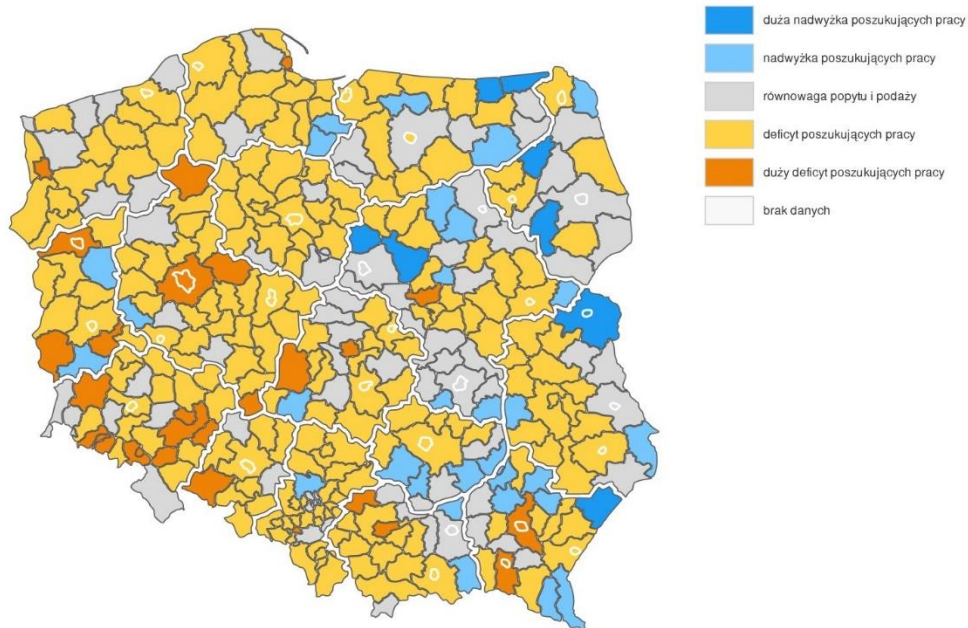 duża nadwyżka poszukujących pracy
nadwyżka poszukujących pracy
równowaga popytu i podaży
deficyt poszukujących pracy
duży deficyt poszukujących pracy
brak danych